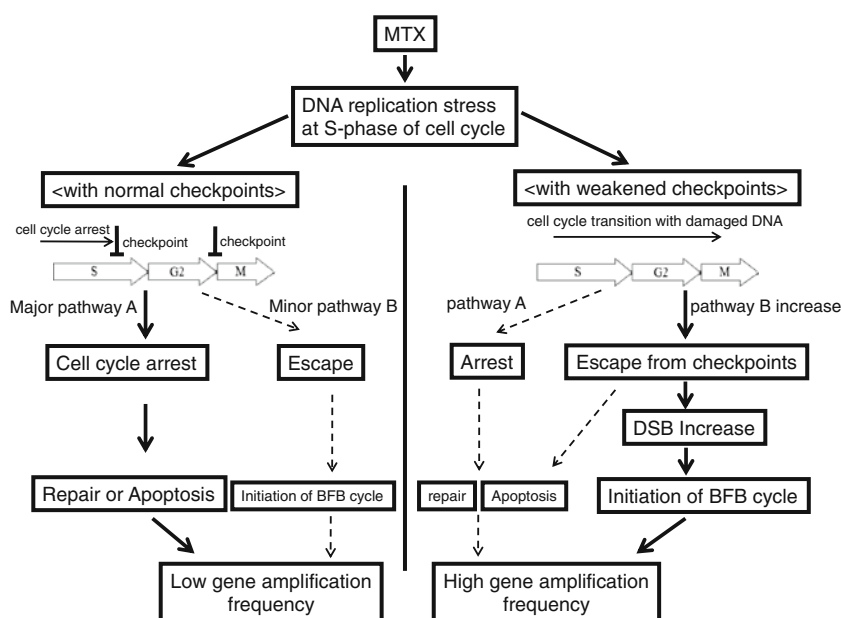 MTX
DNA replication stress
at S-phase of cell cycle
<with normal checkpoints>
<with weakened checkpoints>
cell cycle arrest
checkpoint
checkpoint
cell cycle transition with damaged DNA
S
G2
M
S
G2
M
Major pathway A
Minor pathway B
pathway A
pathway B increase
Cell cycle arrest
Escape
Arrest
Escape from checkpoints
DSB Increase
Repair or Apoptosis
Initiation of BFB cycle
repair
Apoptosis
Initiation of BFB cycle
Low gene amplification
frequency
High gene amplification
frequency